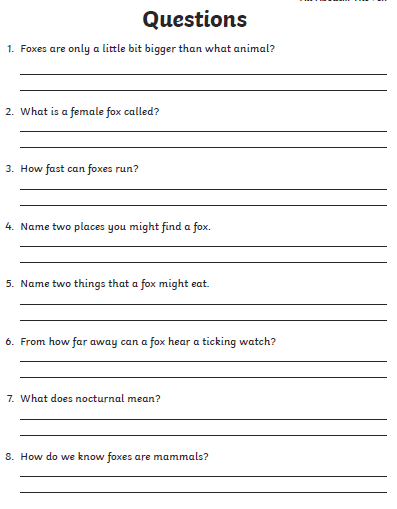 Questions
1. Foxes are only a little bit bigger than what animal?
2. What is a female fox called?
3. How fast can foxes run?
4. Name two places you might find a fox.
5. Name two things that a fox might eat.
6. From how far away can a fox hear a ticking watch?
7. What does nocturnal mean?
8. How do we know foxes are mammals?